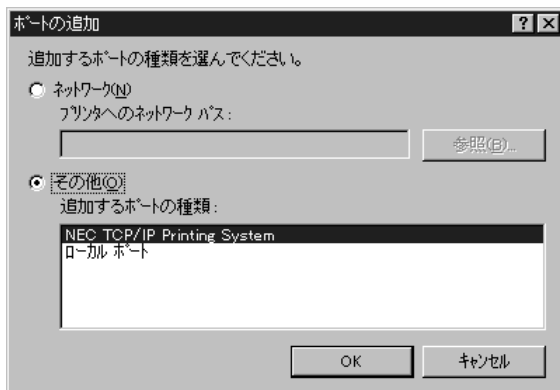 ポートの追加
追加するポートの種類を選んでください。
ネットワーク(N)
プリンタへのネットワーク パス:
参照(B)...
その他(O)
追加するポートの種類:
NEC TCP/IP Printing System
ローカル ポート
OK
キャンセル